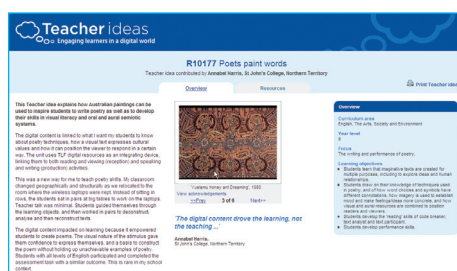 Teacher ideas
Engaging learners in a digital world
R10177 Poets paint words
Teacher idea contributed by Annabel Harris, St John's College, Northern Territory
Print Teacher idea
Overview
Resources
This Teacher idea explains how Australian paintings can be
used to inspire students to write poetry as well as to develop
their skills in visual literacy and oral and aural semiotic
systems.
The digital content is linked to what I want my students to know
about poetry techniques, how a visual text expresses cultural
values and how it can position the viewer to respond in a certain
way. The unit uses TLF digital resources as an integrating device,
linking them to both reading and viewing (reception) and speaking
and writing (production) activities.
This was a new way for me to teach poetry skills. My classroom
changed geographically and structurally as we relocated to the
room where the wireless laptops were kept. Instead of sitting in
rows, the students sat in pairs at big tables to work on the laptops.
Teacher talk was minimal. Students guided themselves through
the learning objects, and then worked in pairs to deconstruct,
analyse and then reconstruct texts.
The digital content impacted on learning because it empowered
students to create poems. The visual nature of the stimulus gave
them confidence to express themselves, and a basis to construct
the poem without holding up unachievable examples of poetry.
Students with all levels of English participated and completed the
assessment task with a similar outcome. This is rare in my school
context.
Dreaming', 1980
View acknowledgements
<<Prev 3 of 6 Next>>
'The digital content drove the learning, not
the teaching ...'
Annabel Harris,
St John's College, Northern Territory
Overview
Curriculum area
English, The Arts, Society and Environment
Year level
Focus
The writing and performance of poetry.
Learning objectives
Students learn that imaginative texts are created for
multiple purposes, including to explore ideas and human
relationships.
Students draw on their knowledge of techniques used
in poetry, and of how word choices and symbols have
different connotations, how imagery is used to establish
mood and make feelings/ideas more concrete, and how
visual and aural resources are combined to position
readers and viewers.
Students develop the 'reading' skills of code breaker,
text analyst and text participant.
Students develop performance skills.